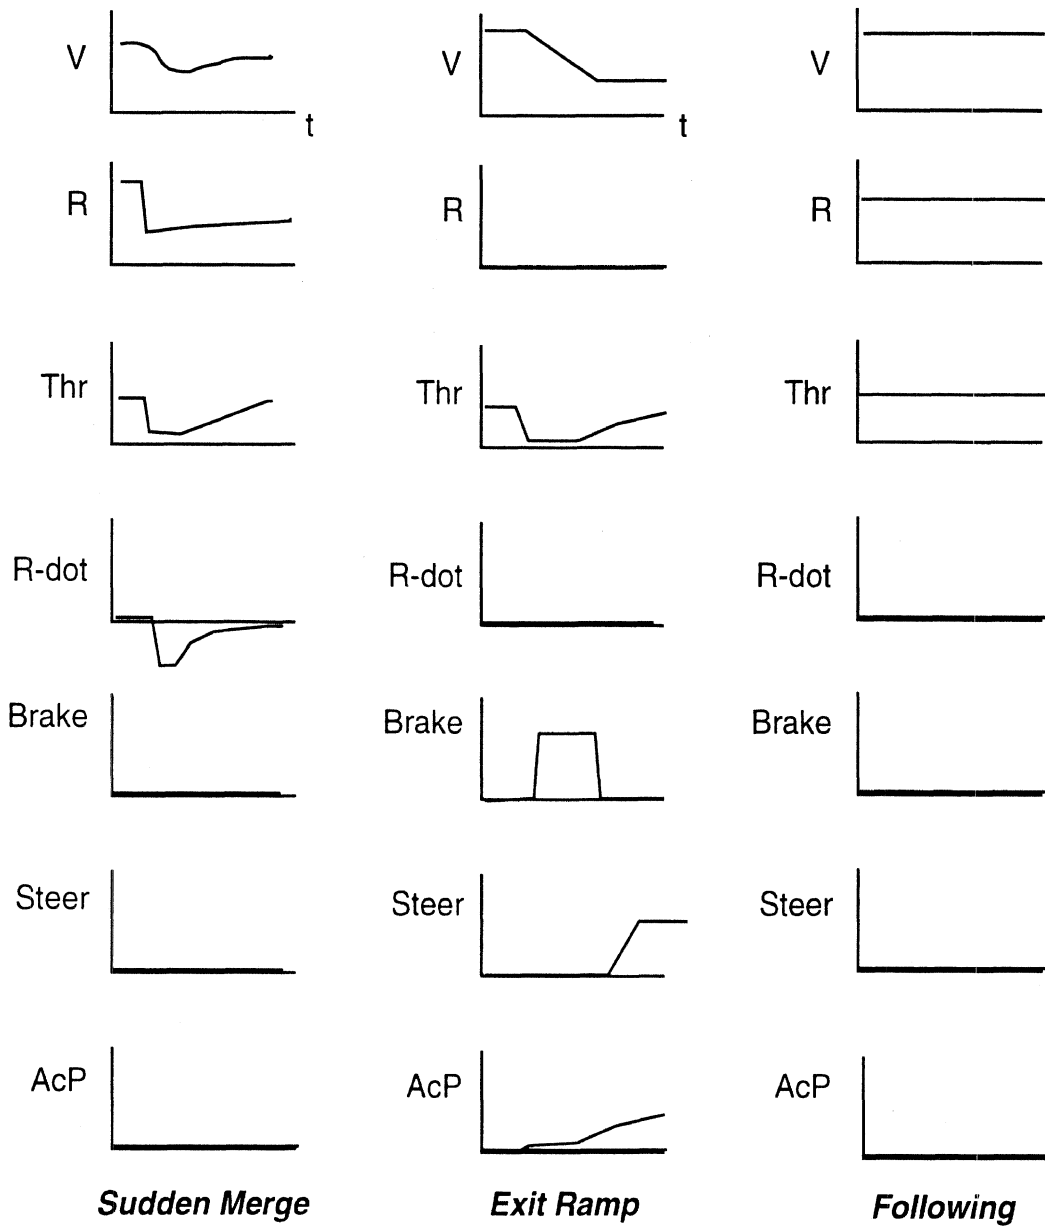 V V V
t t
R R R
Thr Thr Thr
R-dot R-dot R-dot
Brake Brake Brake
Steer Steer Steer
AcP AcP AcP
Sudden Merge Exit Ramp Following